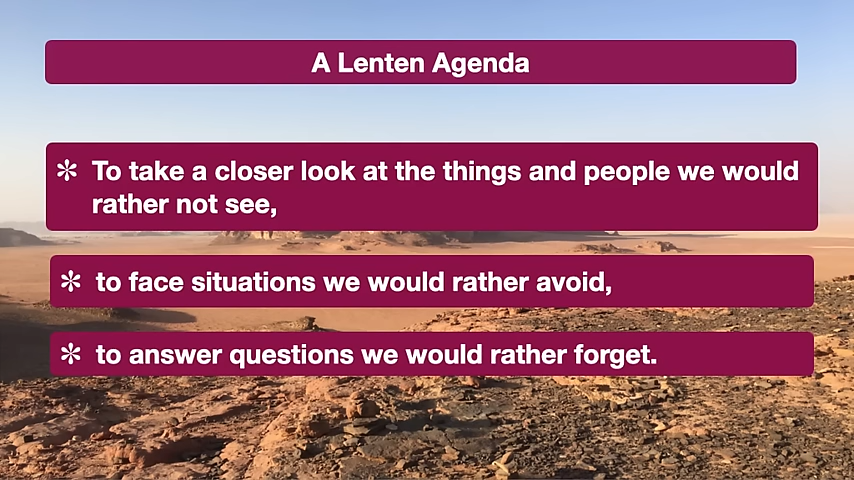 A Lenten Agenda
✻ To take a closer look at the things and people we would
rather not see,
✻ to face situations we would rather avoid,
✻ to answer questions we would rather forget.